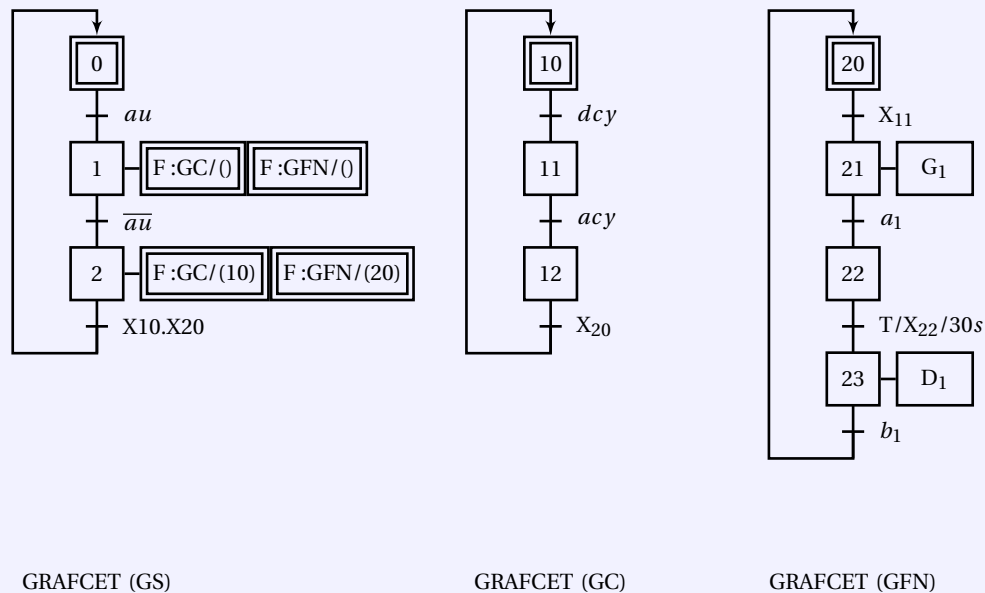 0
au
1 F :GC/() F :GFN/()
a̅u̅
2 F :GC/(10) F :GFN/(20)
X10.X20
GRAFCET (GS)
10
dcy
11
acy
12
X₂₀
GRAFCET (GC)
20
X₁₁
21 G₁
a₁
22
T/X₂₂/30s
23 D₁
b₁
GRAFCET (GFN)